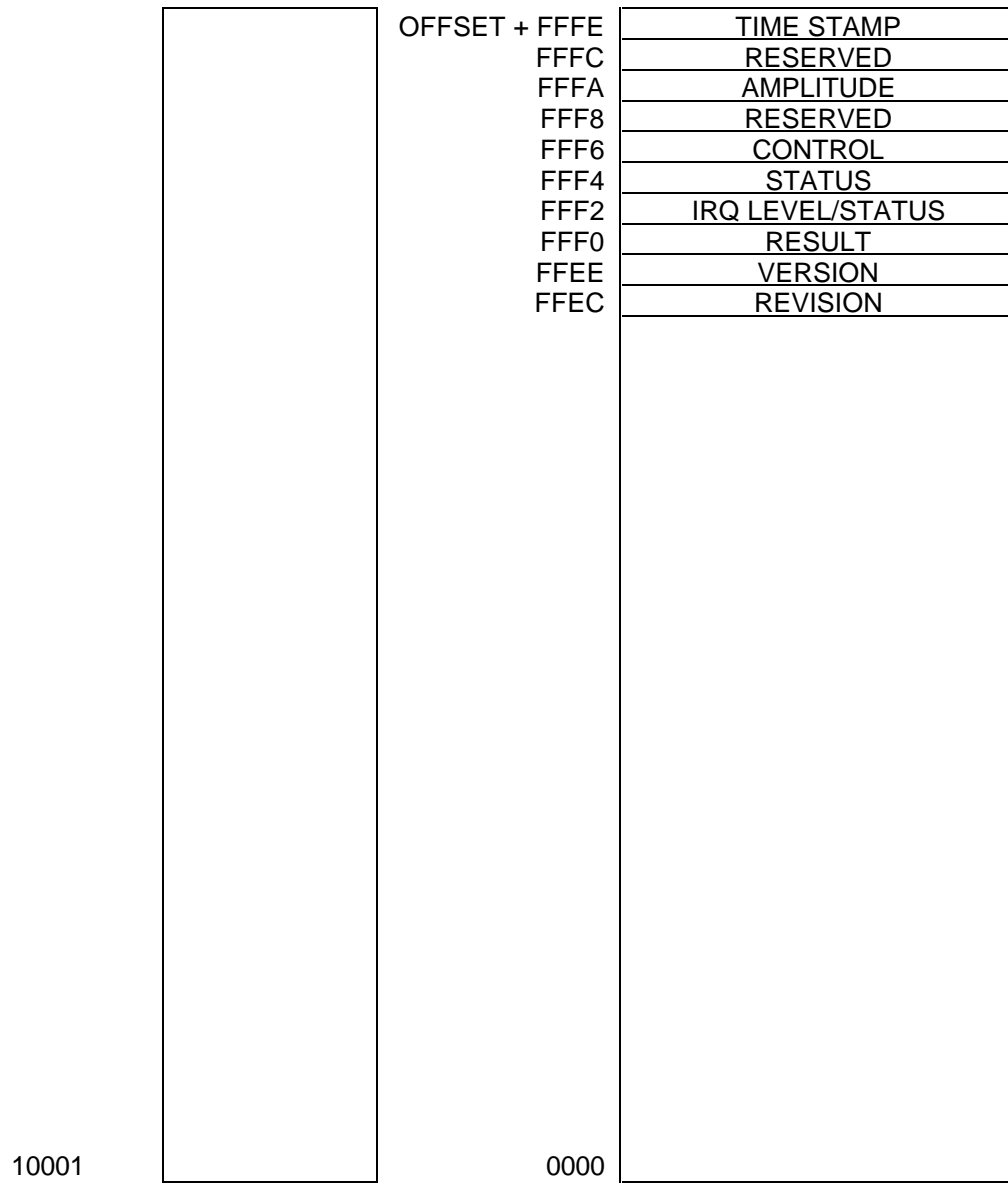 OFFSET + FFFE TIME STAMP
FFFC RESERVED
FFFA AMPLITUDE
FFF8 RESERVED
FFF6 CONTROL
FFF4 STATUS
FFF2 IRQ LEVEL/STATUS
FFF0 RESULT
FFEE VERSION
FFEC REVISION
10001 0000